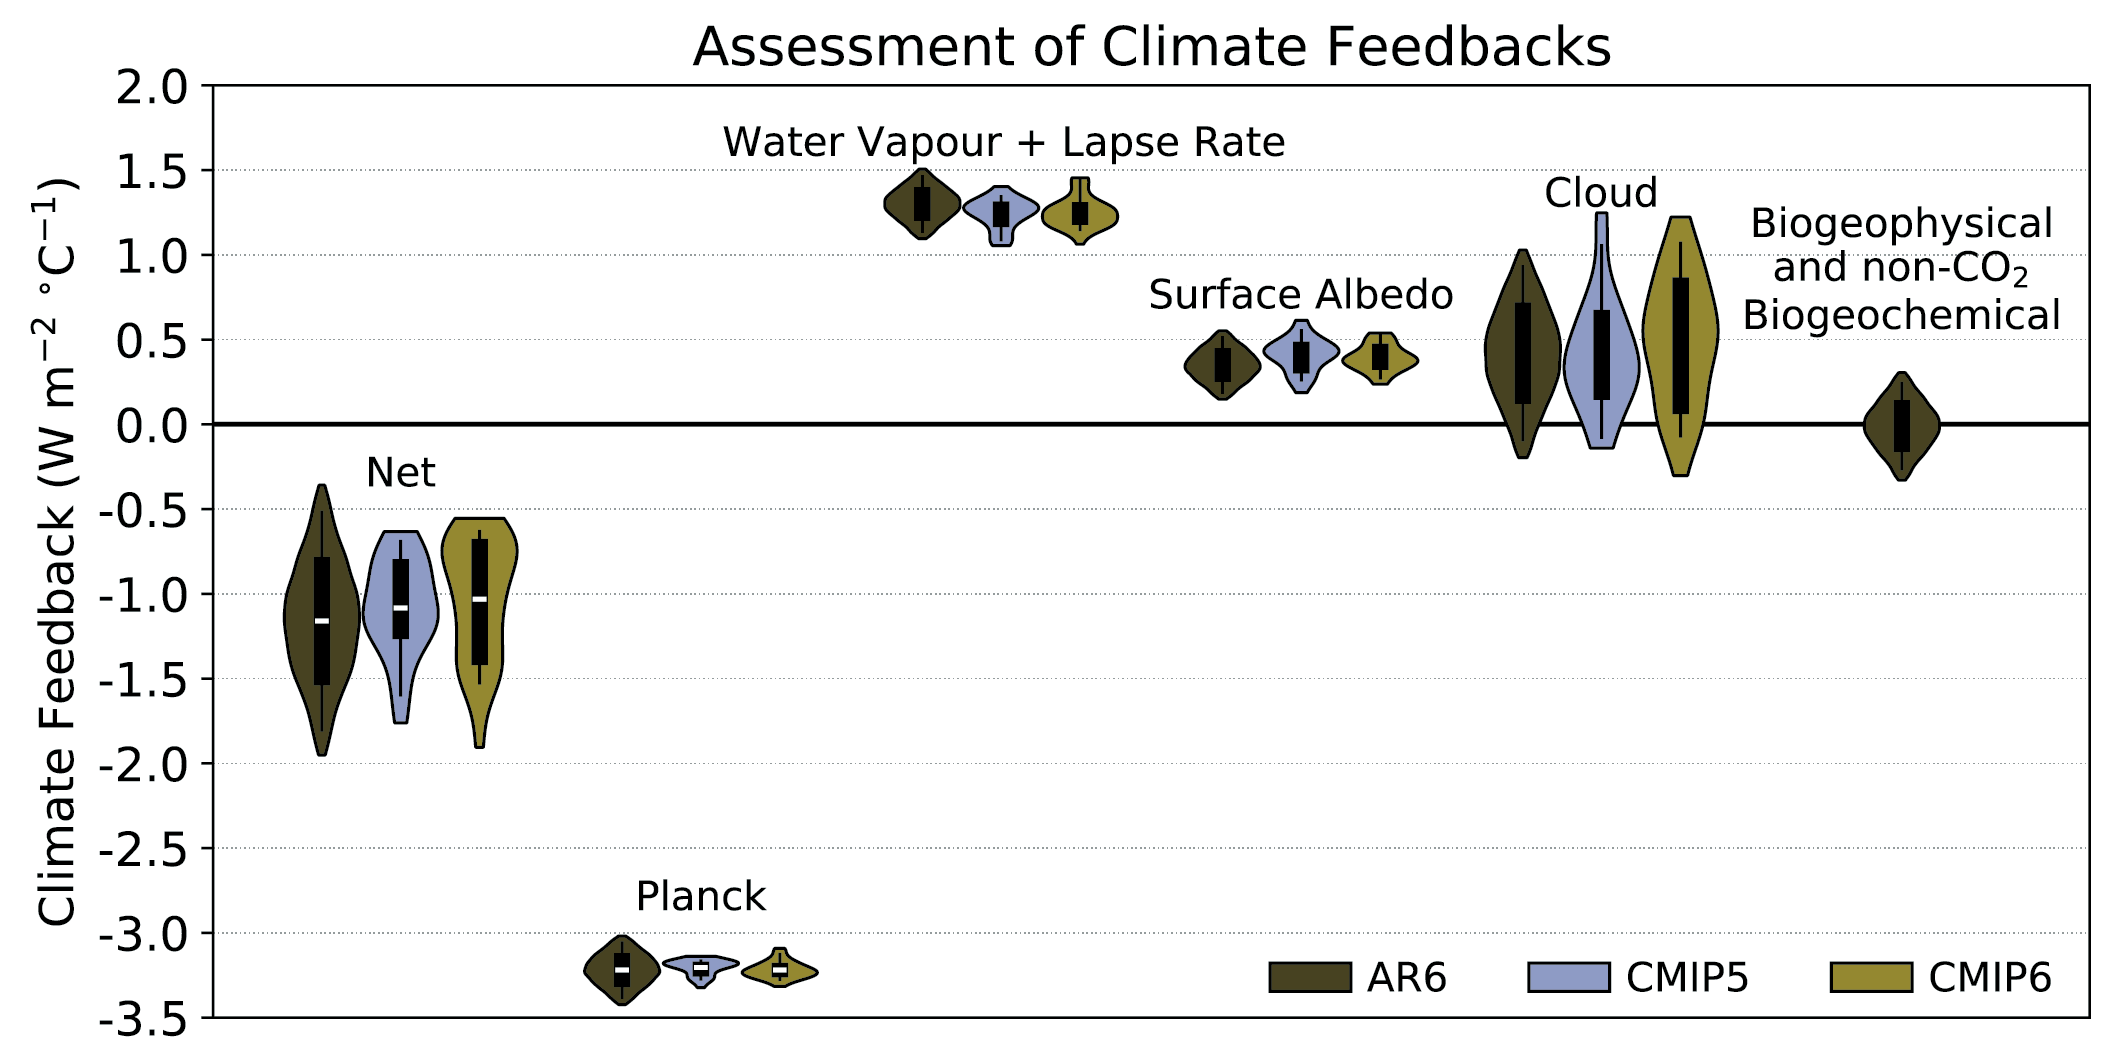 Assessment of Climate Feedbacks
Climate Feedback (W m⁻² °C⁻¹)
2.0
1.5
1.0
0.5
0.0
-0.5
-1.0
-1.5
-2.0
-2.5
-3.0
-3.5
Net
Planck
Water Vapour + Lapse Rate
Surface Albedo
Cloud
Biogeophysical
and non-CO₂
Biogeochemical
AR6
CMIP5
CMIP6